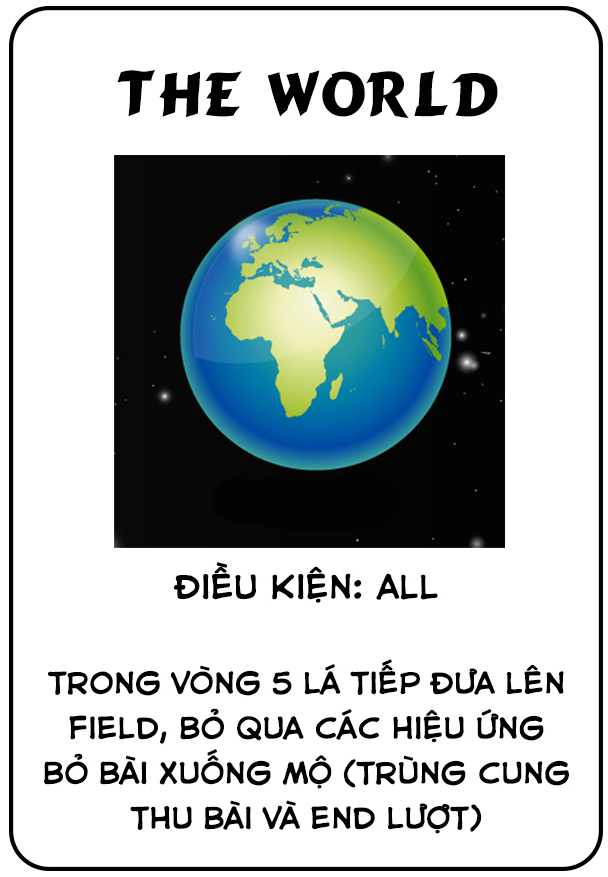 THE WORLD
ĐIỀU KIỆN: ALL
TRONG VÒNG 5 LÁ TIẾP ĐƯA LÊN
FIELD, BỎ QUA CÁC HIỆU ỨNG
BỎ BÀI XUỐNG MỘ (TRÙNG CUNG
THU BÀI VÀ END LƯỢT)